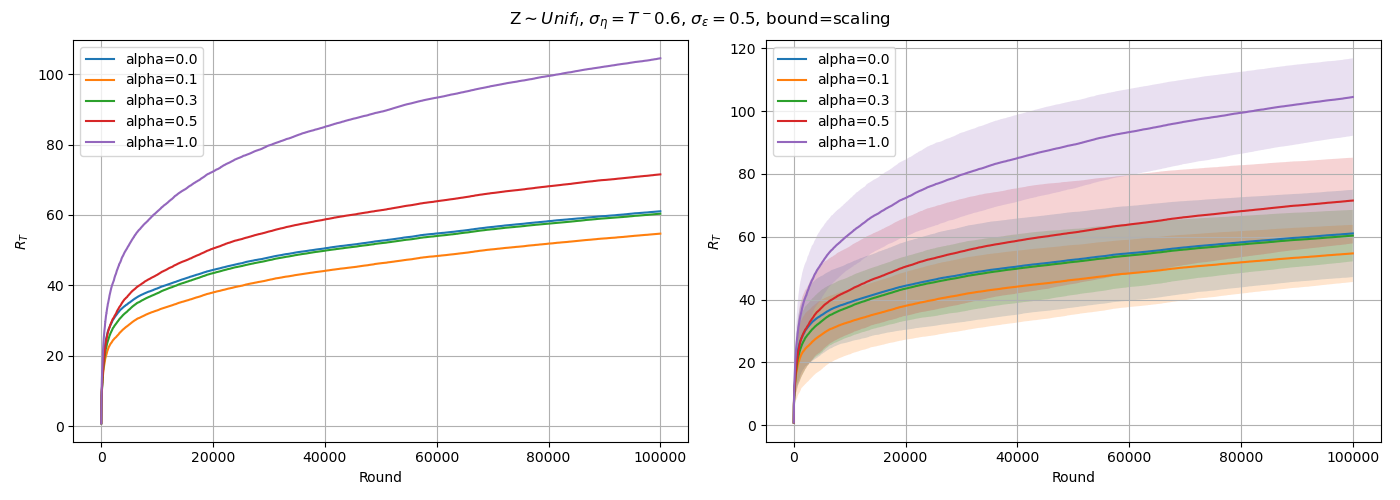 Z ∼ Unif_I, σ_η = T^−0.6, σ_ε = 0.5, bound=scaling
alpha=0.0
alpha=0.1
alpha=0.3
alpha=0.5
alpha=1.0
100
80
60
40
20
0
R_T
0 20000 40000 60000 80000 100000
Round
alpha=0.0
alpha=0.1
alpha=0.3
alpha=0.5
alpha=1.0
120
100
80
60
40
20
0
R_T
0 20000 40000 60000 80000 100000
Round